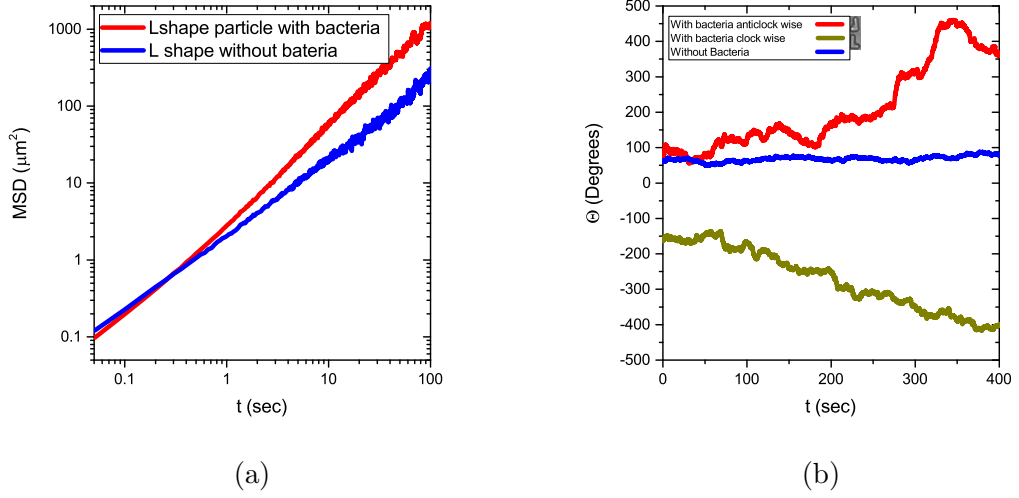 Lshape particle with bacteria
L shape without bateria
1000
100
10
1
0.1
MSD (μm²)
0.1
1
10
100
t (sec)
(a)
With bacteria anticlock wise
With bacteria clock wise
Without Bacteria
500
400
300
200
100
0
-100
-200
-300
-400
-500
Θ (Degrees)
0
100
200
300
400
t (sec)
(b)